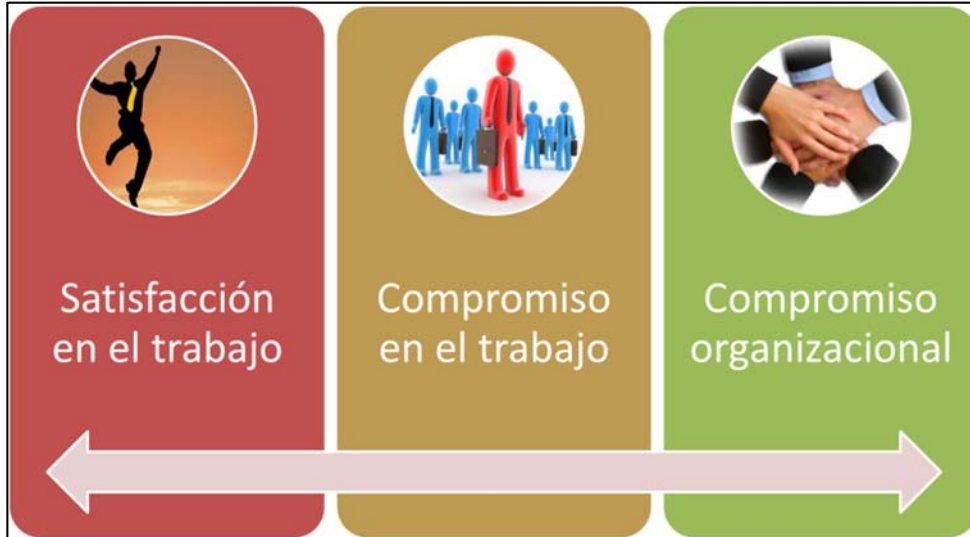 Satisfacción
en el trabajo
Compromiso
en el trabajo
Compromiso
organizacional